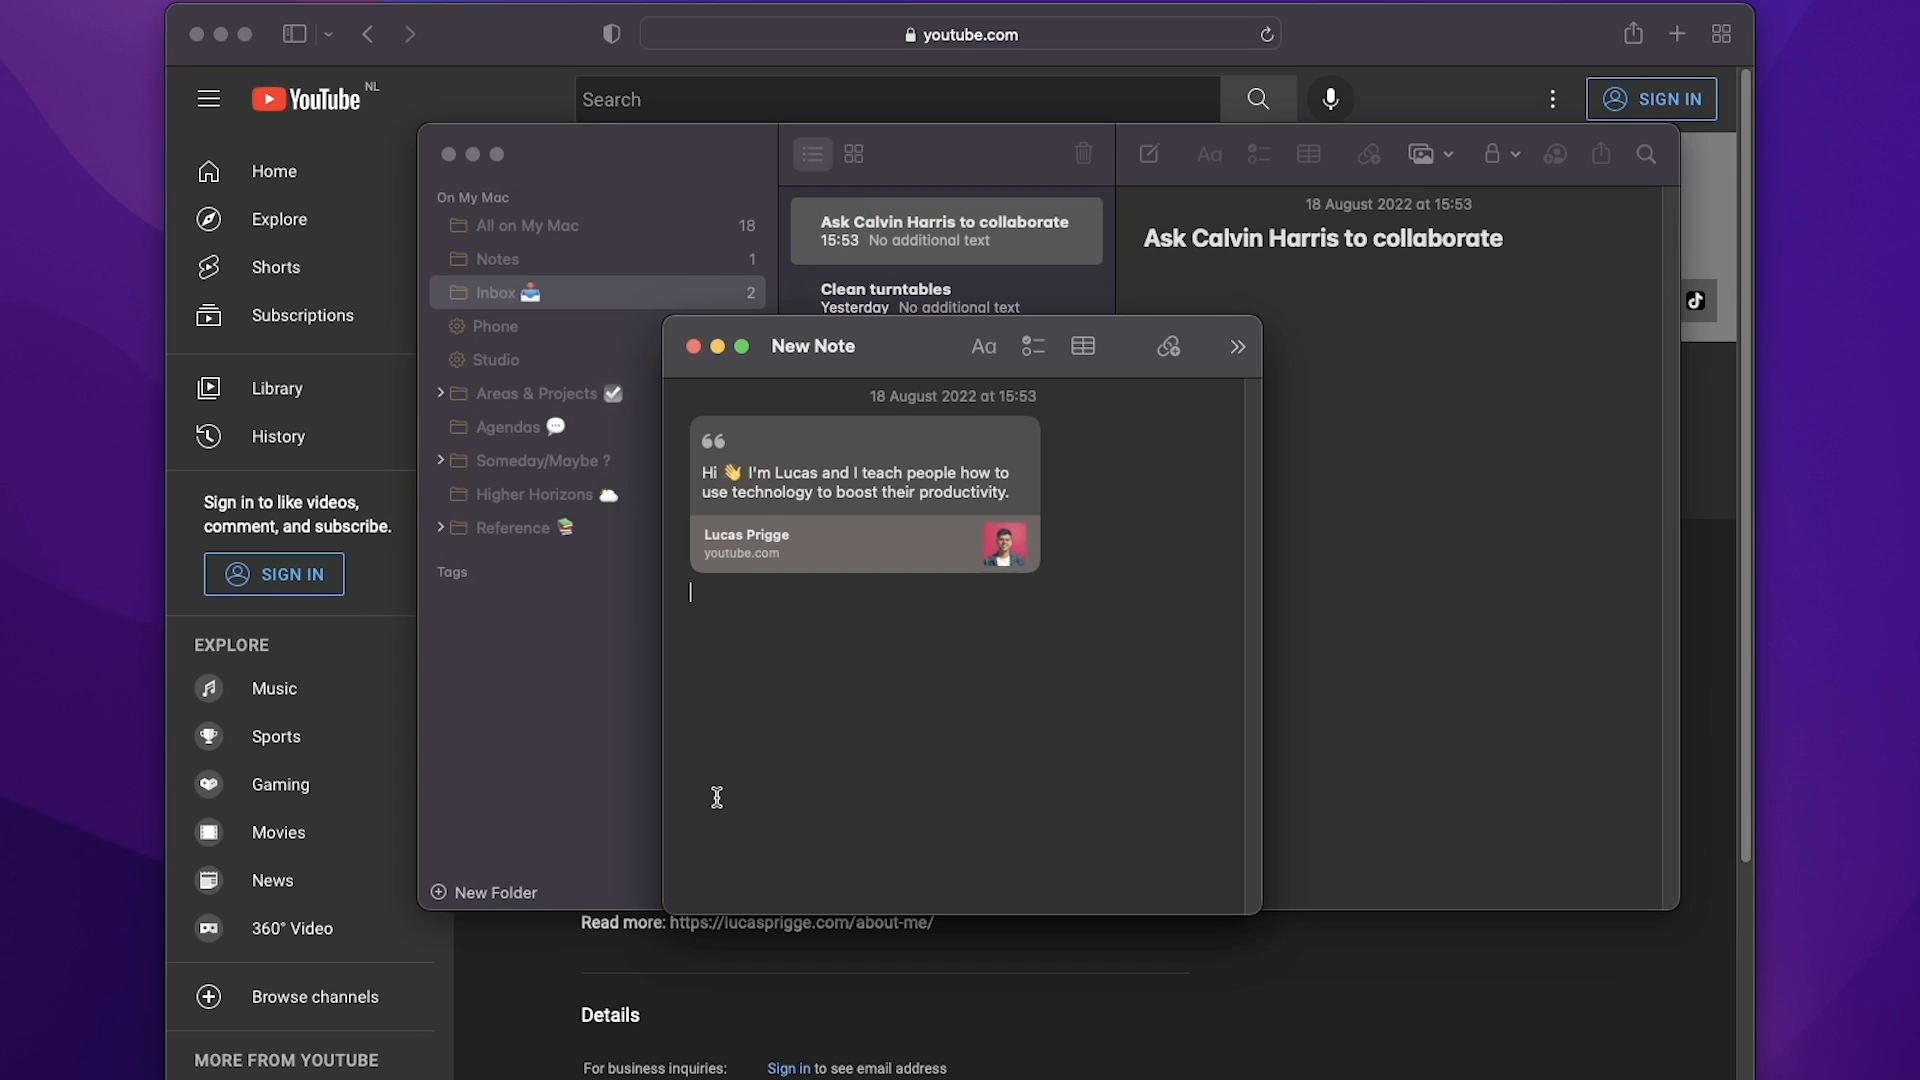 youtube.com
YouTube NL
Search
SIGN IN
Home
Explore
Shorts
Subscriptions
Library
History
Sign in to like videos,
comment, and subscribe.
SIGN IN
EXPLORE
Music
Sports
Gaming
Movies
News
360° Video
Browse channels
MORE FROM YOUTUBE
On My Mac
All on My Mac 18
Notes 1
Inbox 📥 2
Phone
Studio
Areas & Projects ☑️
Agendas 💬
Someday/Maybe ?
Higher Horizons 🌥️
Reference 📚
Tags
New Folder
Ask Calvin Harris to collaborate
15:53 No additional text
Clean turntables
Yesterday No additional text
Aa
18 August 2022 at 15:53
Ask Calvin Harris to collaborate
New Note
Aa
18 August 2022 at 15:53
“
Hi 👋 I'm Lucas and I teach people how to
use technology to boost their productivity.
Lucas Prigge
youtube.com
Read more: https://lucasprigge.com/about-me/
Details
For business inquiries: Sign in to see email address